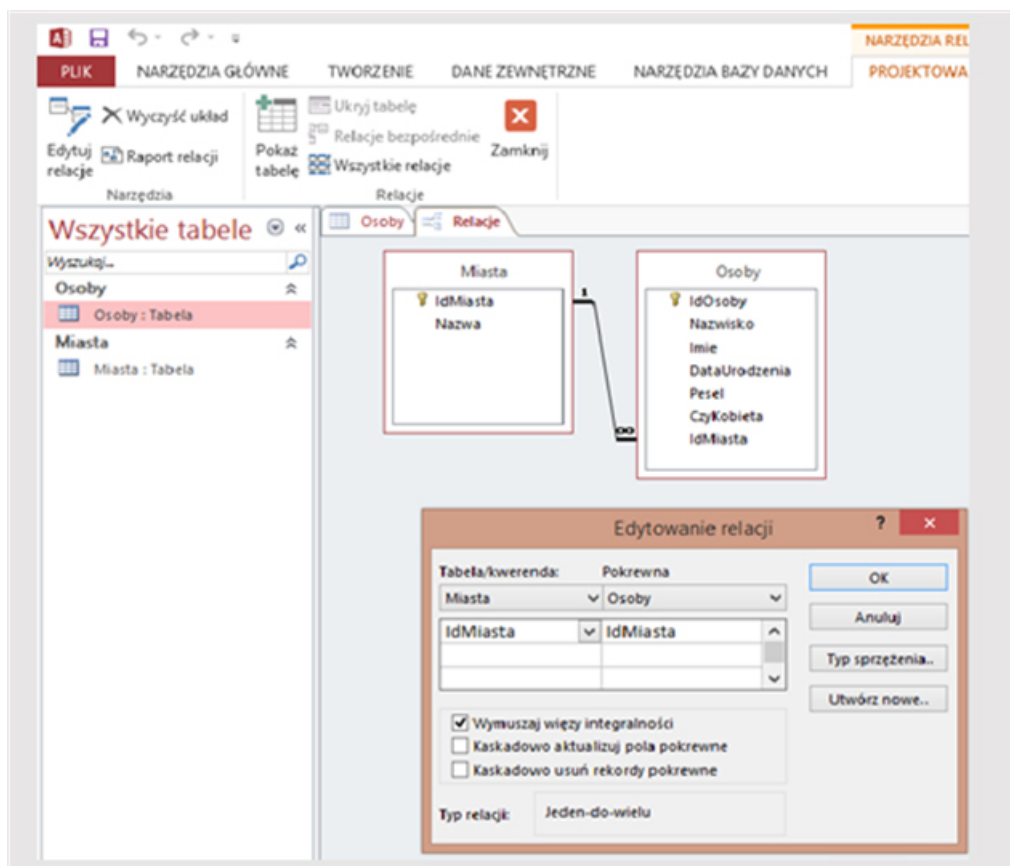 NARZĘDZIA REL
PLIK NARZĘDZIA GŁÓWNE TWORZENIE DANE ZEWNĘTRZNE NARZĘDZIA BAZY DANYCH PROJEKTOWA
Edytuj relacje
Wyczyść układ
Raport relacji
Narzędzia
Pokaż tabelę
Ukryj tabelę
Relacje bezpośrednie
Wszystkie relacje
Zamknij
Relacje
Wszystkie tabele
Wyszukaj...
Osoby
Osoby : Tabela
Miasta
Miasta : Tabela
Osoby Relacje
Miasta
IdMiasta
Nazwa
1
∞
Osoby
IdOsoby
Nazwisko
Imie
DataUrodzenia
Pesel
CzyKobieta
IdMiasta
Edytowanie relacji ?
Tabela/kwerenda: Pokrewna
Miasta Osoby
IdMiasta IdMiasta
OK
Anuluj
Typ sprzężenia..
Utwórz nowe..
Wymuszaj więzy integralności
Kaskadowo aktualizuj pola pokrewne
Kaskadowo usuń rekordy pokrewne
Typ relacji: Jeden-do-wielu